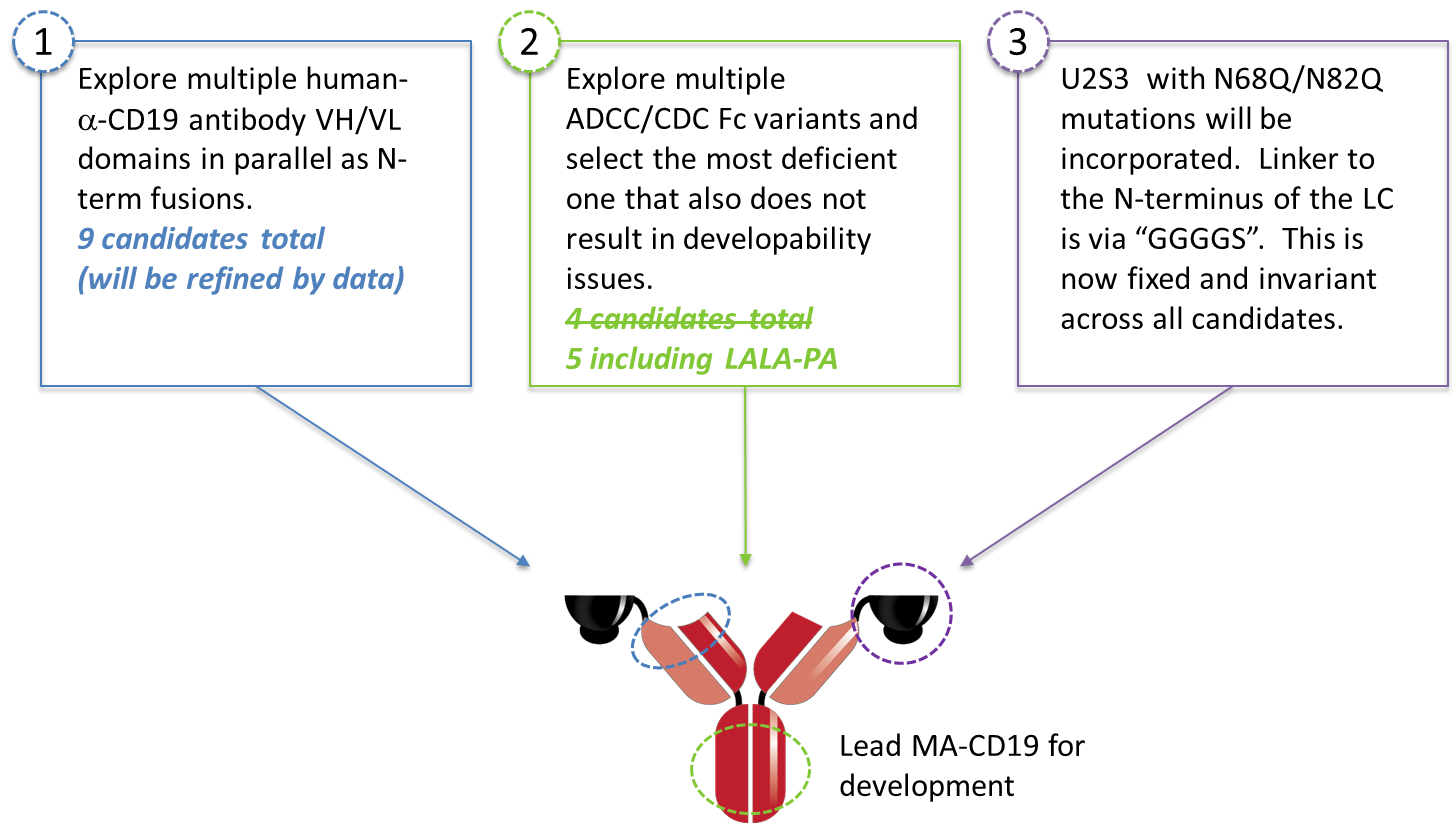 1
Explore multiple human-
α-CD19 antibody VH/VL
domains in parallel as N-
term fusions.
9 candidates total
(will be refined by data)
2
Explore multiple
ADCC/CDC Fc variants and
select the most deficient
one that also does not
result in developability
issues.
4 candidates total
5 including LALA-PA
3
U2S3 with N68Q/N82Q
mutations will be
incorporated. Linker to
the N-terminus of the LC
is via “GGGGS”. This is
now fixed and invariant
across all candidates.
Lead MA-CD19 for
development